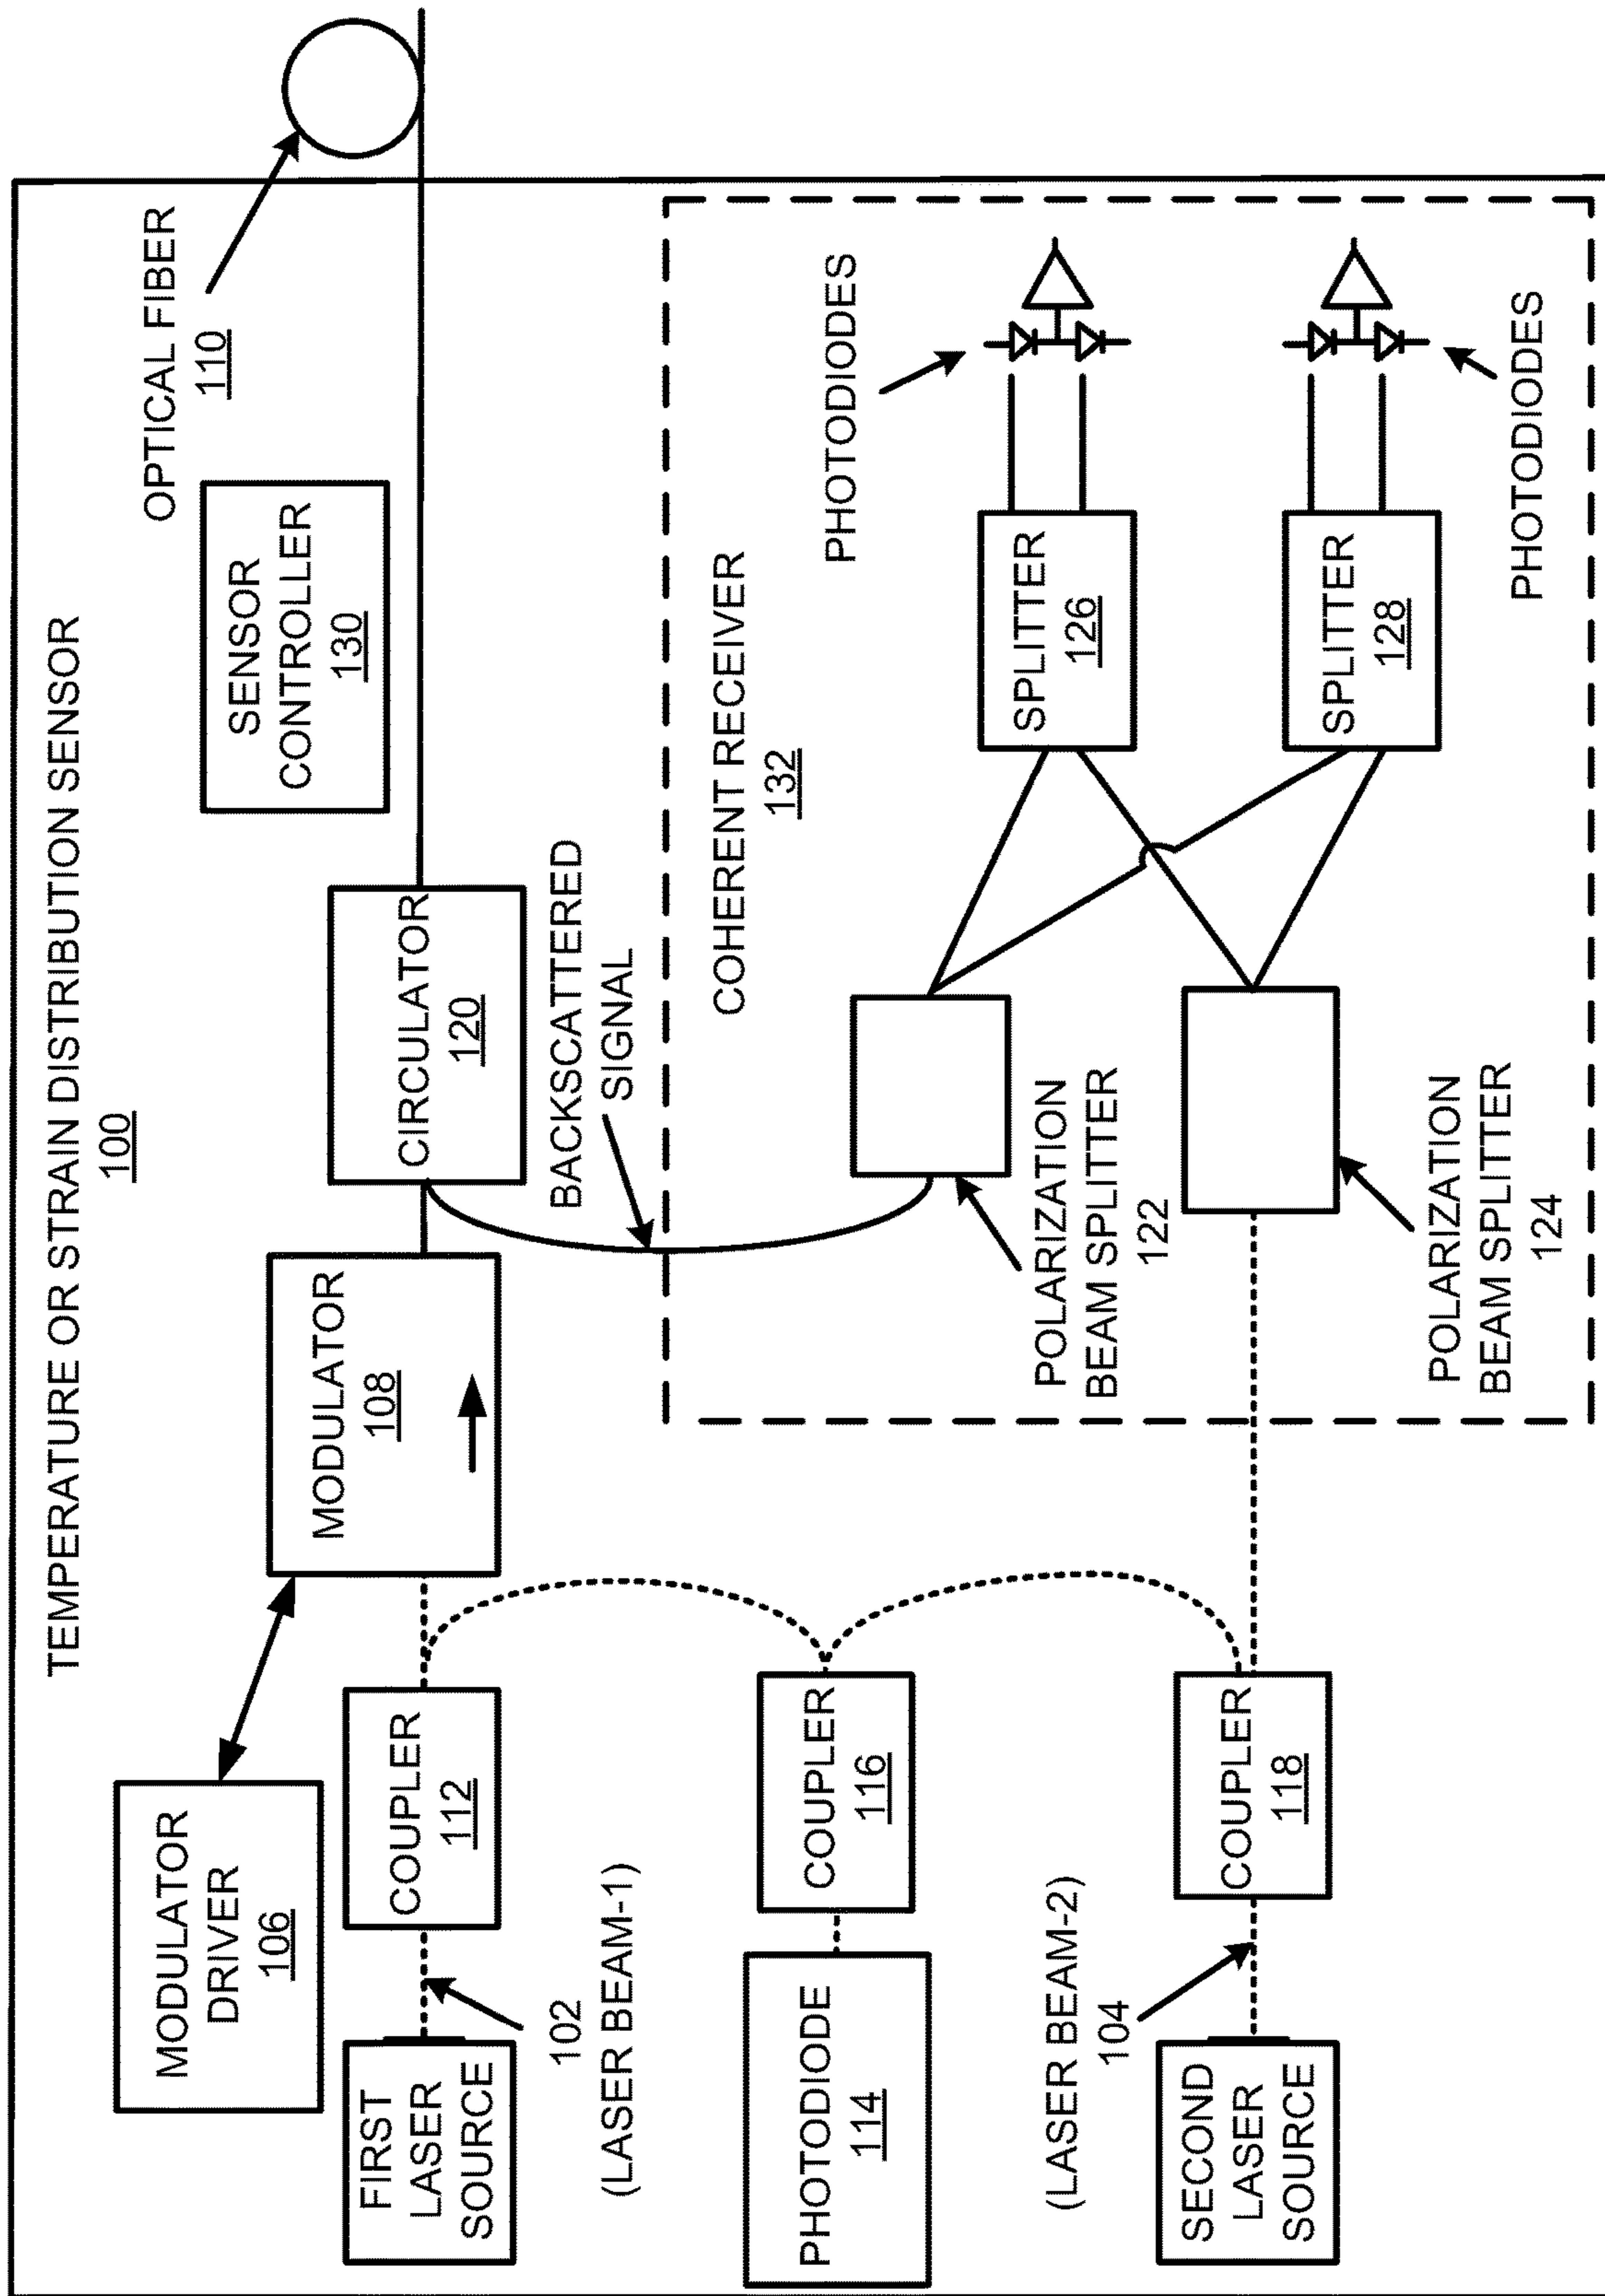 TEMPERATURE OR STRAIN DISTRIBUTION SENSOR
100
MODULATOR
DRIVER
106
MODULATOR
108
CIRCULATOR
120
SENSOR
CONTROLLER
130
OPTICAL FIBER
110
FIRST
LASER
SOURCE
COUPLER
112
102
(LASER BEAM-1)
BACKSCATTERED
SIGNAL
PHOTODIODE
114
COUPLER
116
COHERENT RECEIVER
132
POLARIZATION
BEAM SPLITTER
122
SPLITTER
126
PHOTODIODES
(LASER BEAM-2)
104
SECOND
LASER
SOURCE
COUPLER
118
POLARIZATION
BEAM SPLITTER
124
SPLITTER
128
PHOTODIODES